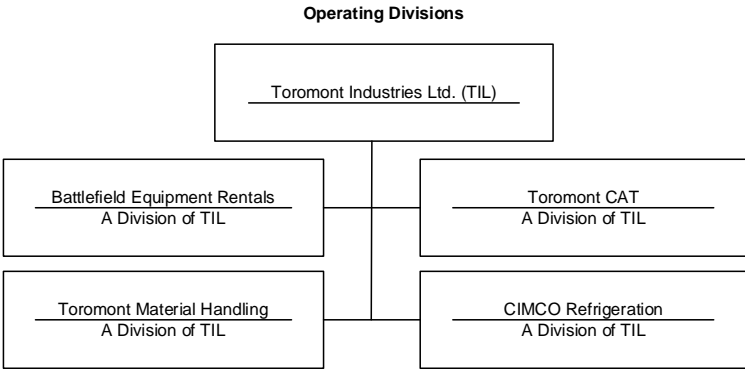 Operating Divisions
Toromont Industries Ltd. (TIL)
Battlefield Equipment Rentals
A Division of TIL
Toromont CAT
A Division of TIL
Toromont Material Handling
A Division of TIL
CIMCO Refrigeration
A Division of TIL